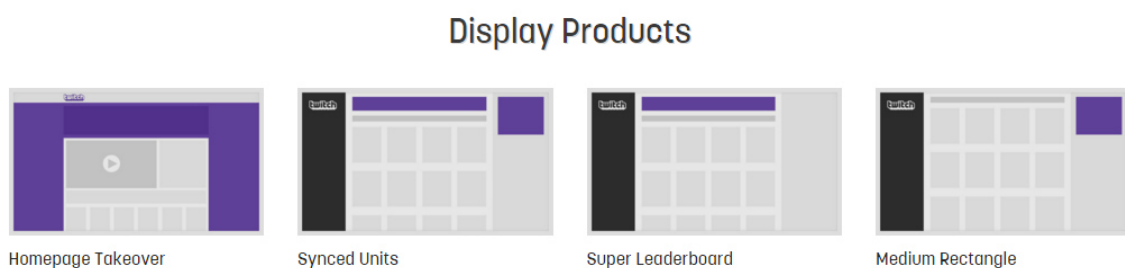 Display Products
twitch
twitch
twitch
twitch
Homepage Takeover
Synced Units
Super Leaderboard
Medium Rectangle